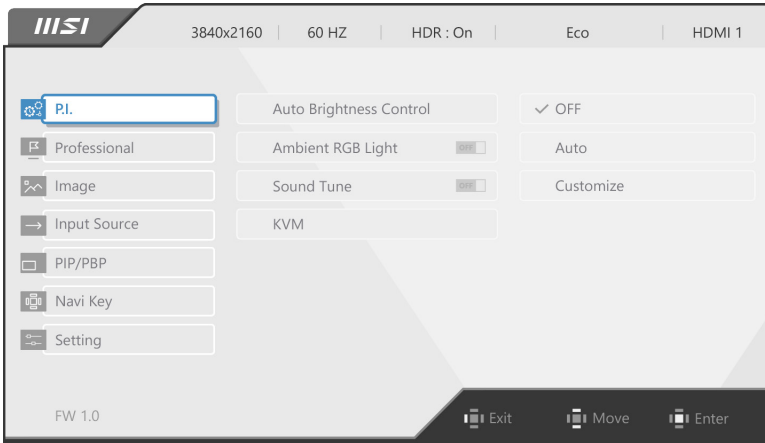 msi
3840x2160 60 HZ HDR : On Eco HDMI 1
P.I. Auto Brightness Control OFF
Professional Ambient RGB Light OFF Auto
Image Sound Tune OFF Customize
Input Source KVM
PIP/PBP
Navi Key
Setting
FW 1.0 Exit Move Enter